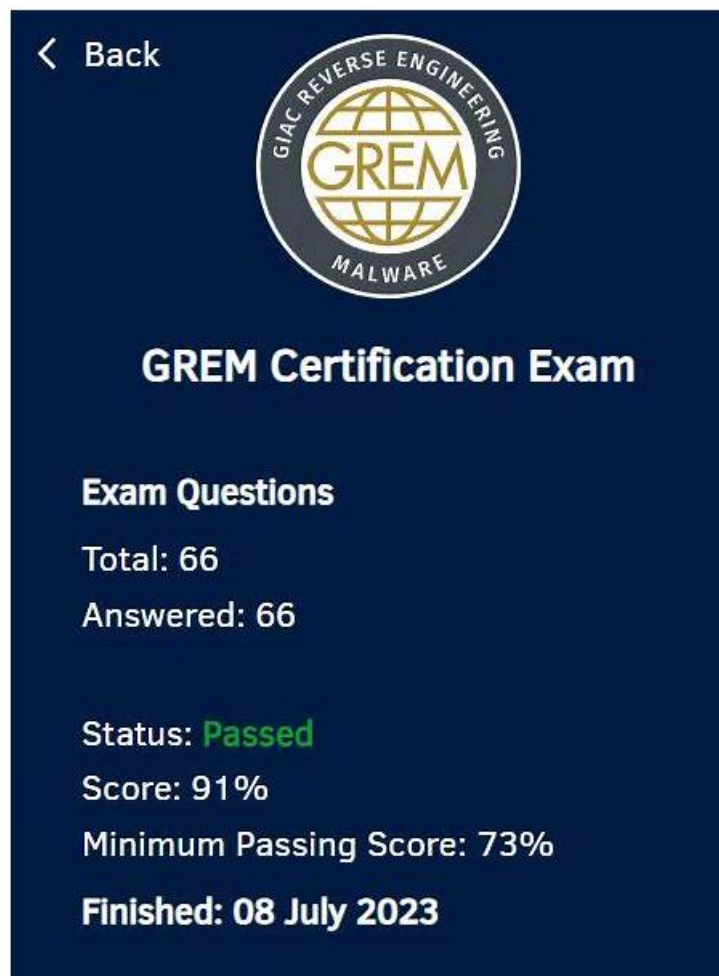 Back
GIAC REVERSE ENGINEERING
GREM
MALWARE
GREM Certification Exam
Exam Questions
Total: 66
Answered: 66
Status: Passed
Score: 91%
Minimum Passing Score: 73%
Finished: 08 July 2023